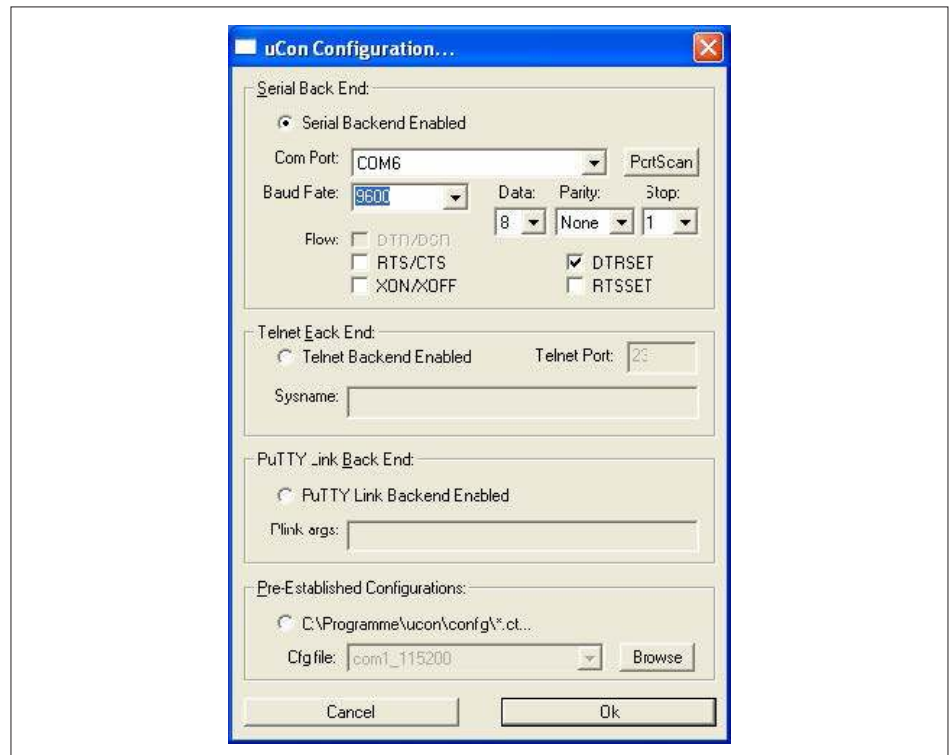 uCon Configuration...
Serial Back End:
Serial Backend Enabled
Com Port: COM6 PortScan
Baud Rate: 9600 Data: Parity: Stop:
8 None 1
Flow: DTR/DSR
RTS/CTS DTRSET
XON/XOFF RTSSET
Telnet Back End:
Telnet Backend Enabled Telnet Port: 23
Sysname:
PuTTY Link Back End:
PuTTY Link Backend Enabled
Plink args:
Pre-Established Configurations:
C:\Programme\ucon\confg\*.ct...
Cfg file: com1_115200 Browse
Cancel Ok